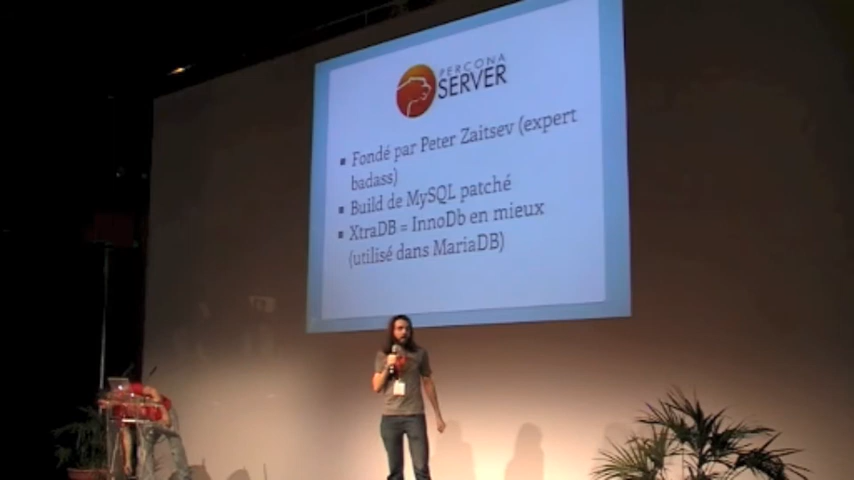 PERCONA
SERVER
▪ Fondé par Peter Zaitsev (expert
badass)
▪ Build de MySQL patché
▪ XtraDB = InnoDb en mieux
(utilisé dans MariaDB)